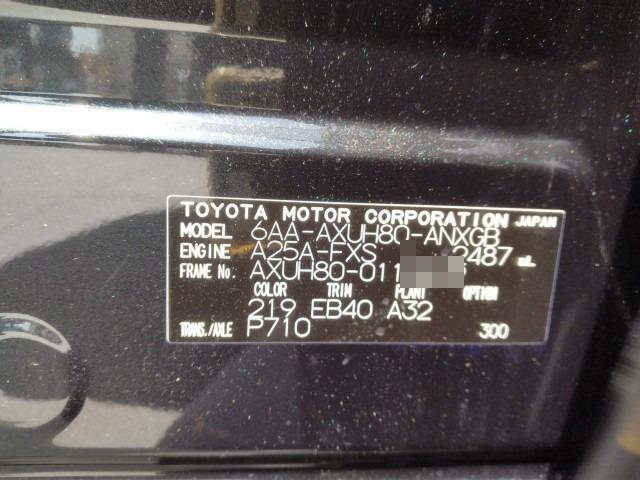 TOYOTA MOTOR CORPORATION JAPAN
MODEL 6AA-AXUH80-ANXGB
ENGINE A25A-FXS 2487 mL
FRAME No. AXUH80-011
COLOR TRIM PLANT OPTION
219 EB40 A32
TRANS./AXLE P710 300